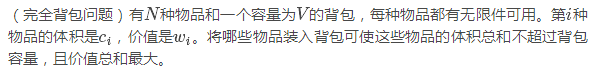 （完全背包问题）有N种物品和一个容量为V的背包，每种物品都有无限件可用。第i种
物品的体积是c_i，价值是w_i。将哪些物品装入背包可使这些物品的体积总和不超过背包
容量，且价值总和最大。